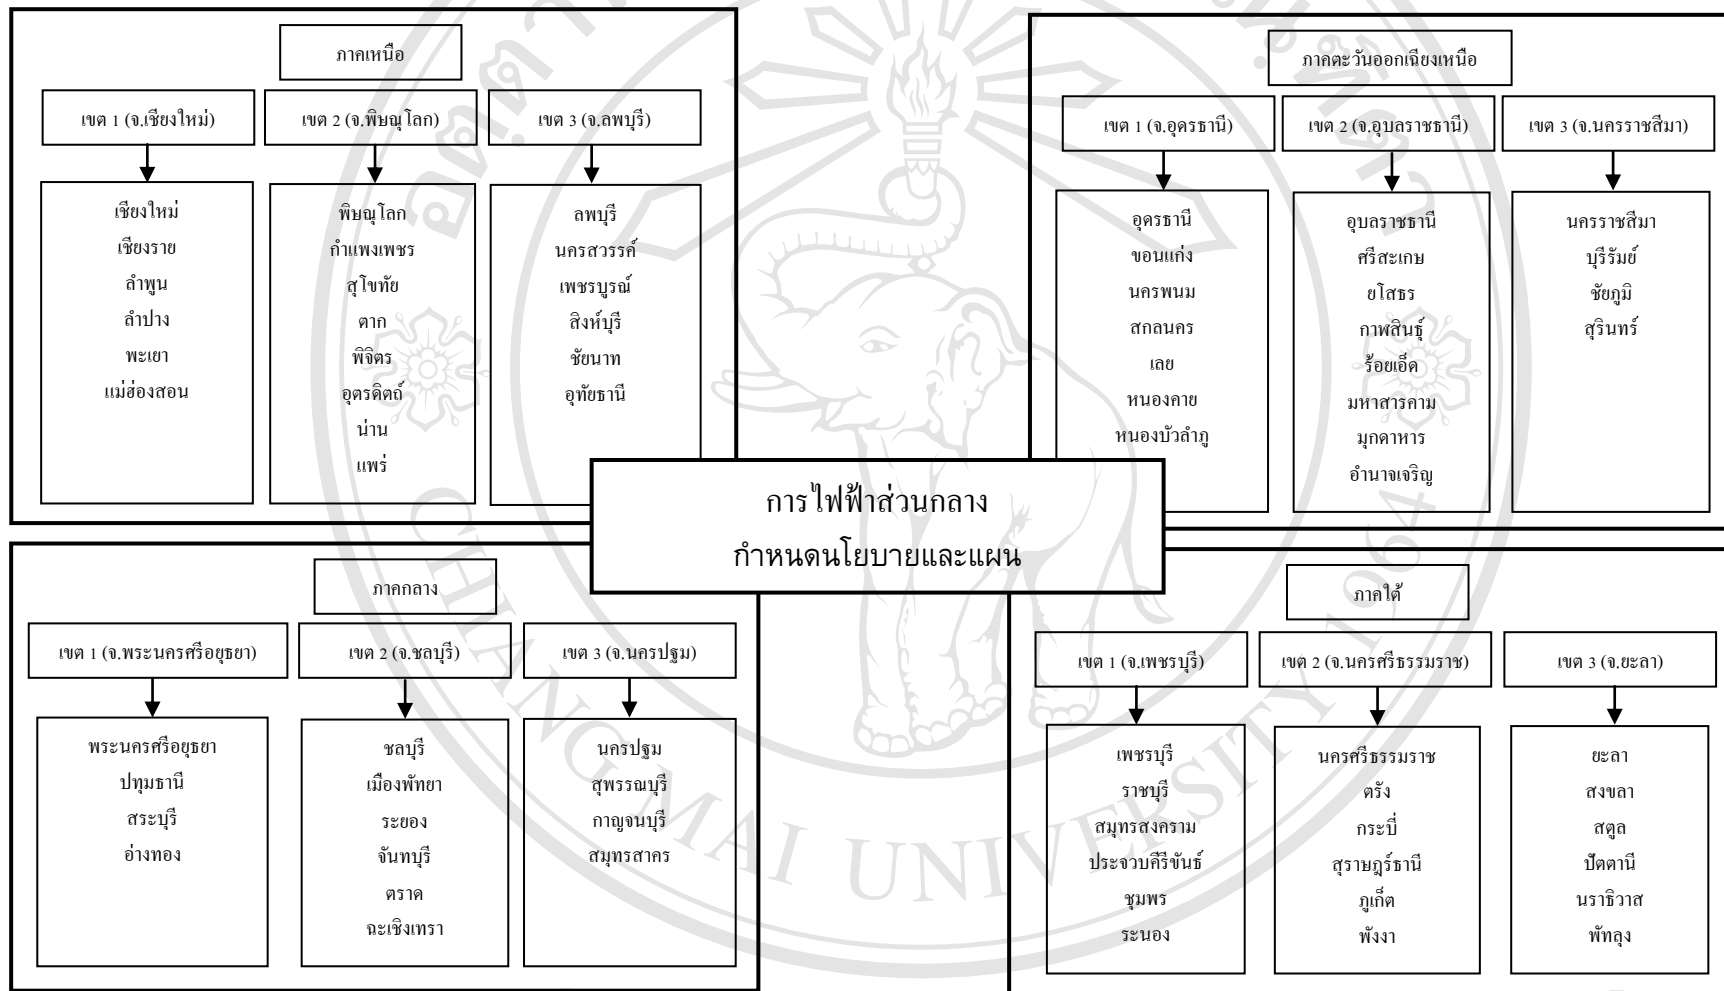 ภาคเหนือ
เขต 1 (จ.เชียงใหม่)
เชียงใหม่
เชียงราย
ลำพูน
ลำปาง
พะเยา
แม่ฮ่องสอน
เขต 2 (จ.พิษณุโลก)
พิษณุโลก
กำแพงเพชร
สุโขทัย
ตาก
พิจิตร
อุตรดิตถ์
น่าน
แพร่
เขต 3 (จ.ลพบุรี)
ลพบุรี
นครสวรรค์
เพชรบูรณ์
สิงห์บุรี
ชัยนาท
อุทัยธานี
ภาคตะวันออกเฉียงเหนือ
เขต 1 (จ.อุดรธานี)
อุดรธานี
ขอนแก่ง
นครพนม
สกลนคร
เลย
หนองคาย
หนองบัวลำภู
เขต 2 (จ.อุบลราชธานี)
อุบลราชธานี
ศรีสะเกษ
ยโสธร
กาฬสินธุ์
ร้อยเอ็ด
มหาสารคาม
มุกดาหาร
อำนาจเจริญ
เขต 3 (จ.นครราชสีมา)
นครราชสีมา
บุรีรัมย์
ชัยภูมิ
สุรินทร์
การไฟฟ้าส่วนกลาง
กำหนดนโยบายและแผน
ภาคกลาง
เขต 1 (จ.พระนครศรีอยุธยา)
พระนครศรีอยุธยา
ปทุมธานี
สระบุรี
อ่างทอง
เขต 2 (จ.ชลบุรี)
ชลบุรี
เมืองพัทยา
ระยอง
จันทบุรี
ตราด
ฉะเชิงเทรา
เขต 3 (จ.นครปฐม)
นครปฐม
สุพรรณบุรี
กาญจนบุรี
สมุทรสาคร
ภาคใต้
เขต 1 (จ.เพชรบุรี)
เพชรบุรี
ราชบุรี
สมุทรสงคราม
ประจวบคีรีขันธ์
ชุมพร
ระนอง
เขต 2 (จ.นครศรีธรรมราช)
นครศรีธรรมราช
ตรัง
กระบี่
สุราษฎร์ธานี
ภูเก็ต
พังงา
เขต 3 (จ.ยะลา)
ยะลา
สงขลา
สตูล
ปัตตานี
นราธิวาส
พัทลุง
CHIANG MAI UNIVERSITY 1964